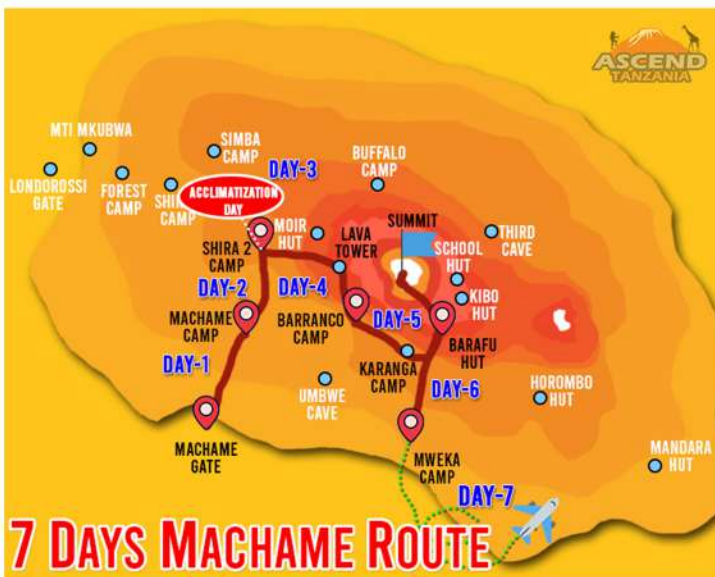 ASCEND
TANZANIA
MTI MKUBWA
LONDOROSSI
GATE
FOREST
CAMP
SIMBA
CAMP
DAY-3
ACCLIMATIZATION
DAY
CAMP
BUFFALO
CAMP
SUMMIT
THIRD
CAVE
SCHOOL
HUT
KIBO
HUT
MOIR
HUT
LAVA
TOWER
SHIRA 2
CAMP
DAY-2
DAY-4
DAY-5
MACHAME
CAMP
BARRANCO
CAMP
BARAFU
HUT
DAY-1
KARANGA
CAMP
DAY-6
UMBWE
CAVE
HOROMBO
HUT
MACHAME
GATE
MWEKA
CAMP
MANDARA
HUT
DAY-7
7 DAYS MACHAME ROUTE